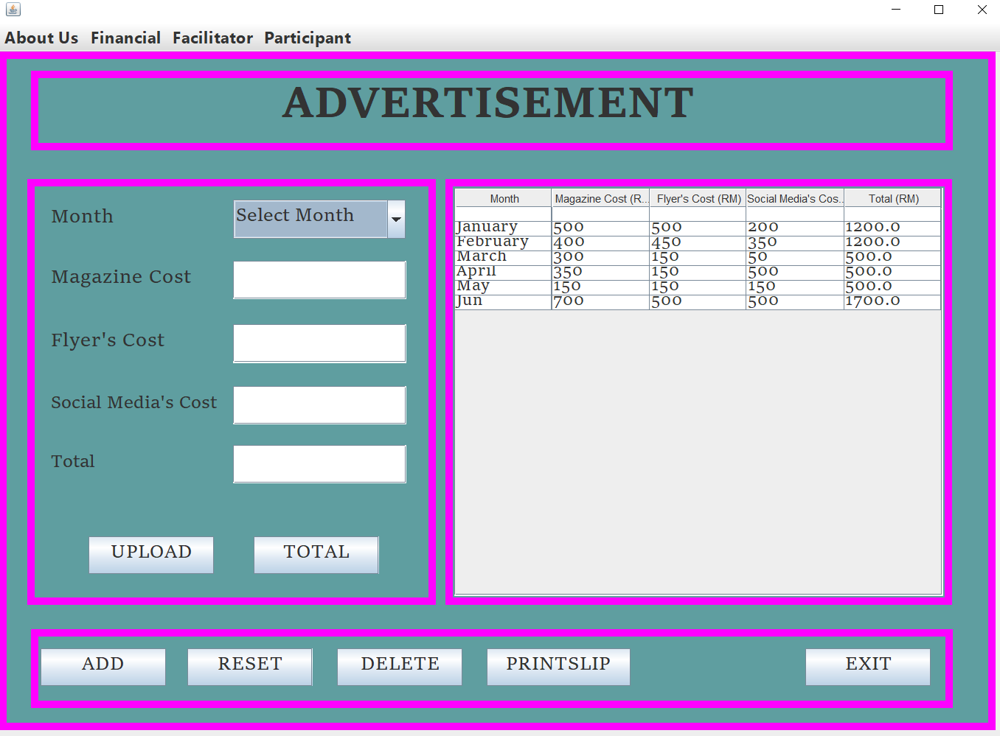 About Us Financial Facilitator Participant
ADVERTISEMENT
Month Select Month
Magazine Cost
Flyer's Cost
Social Media's Cost
Total
UPLOAD TOTAL
Month Magazine Cost (R... Flyer's Cost (RM) Social Media's Cos... Total (RM)
January 500 500 200 1200.0
February 400 450 350 1200.0
March 300 150 50 500.0
April 350 150 500 500.0
May 150 150 150 500.0
Jun 700 500 500 1700.0
ADD RESET DELETE PRINTSLIP EXIT